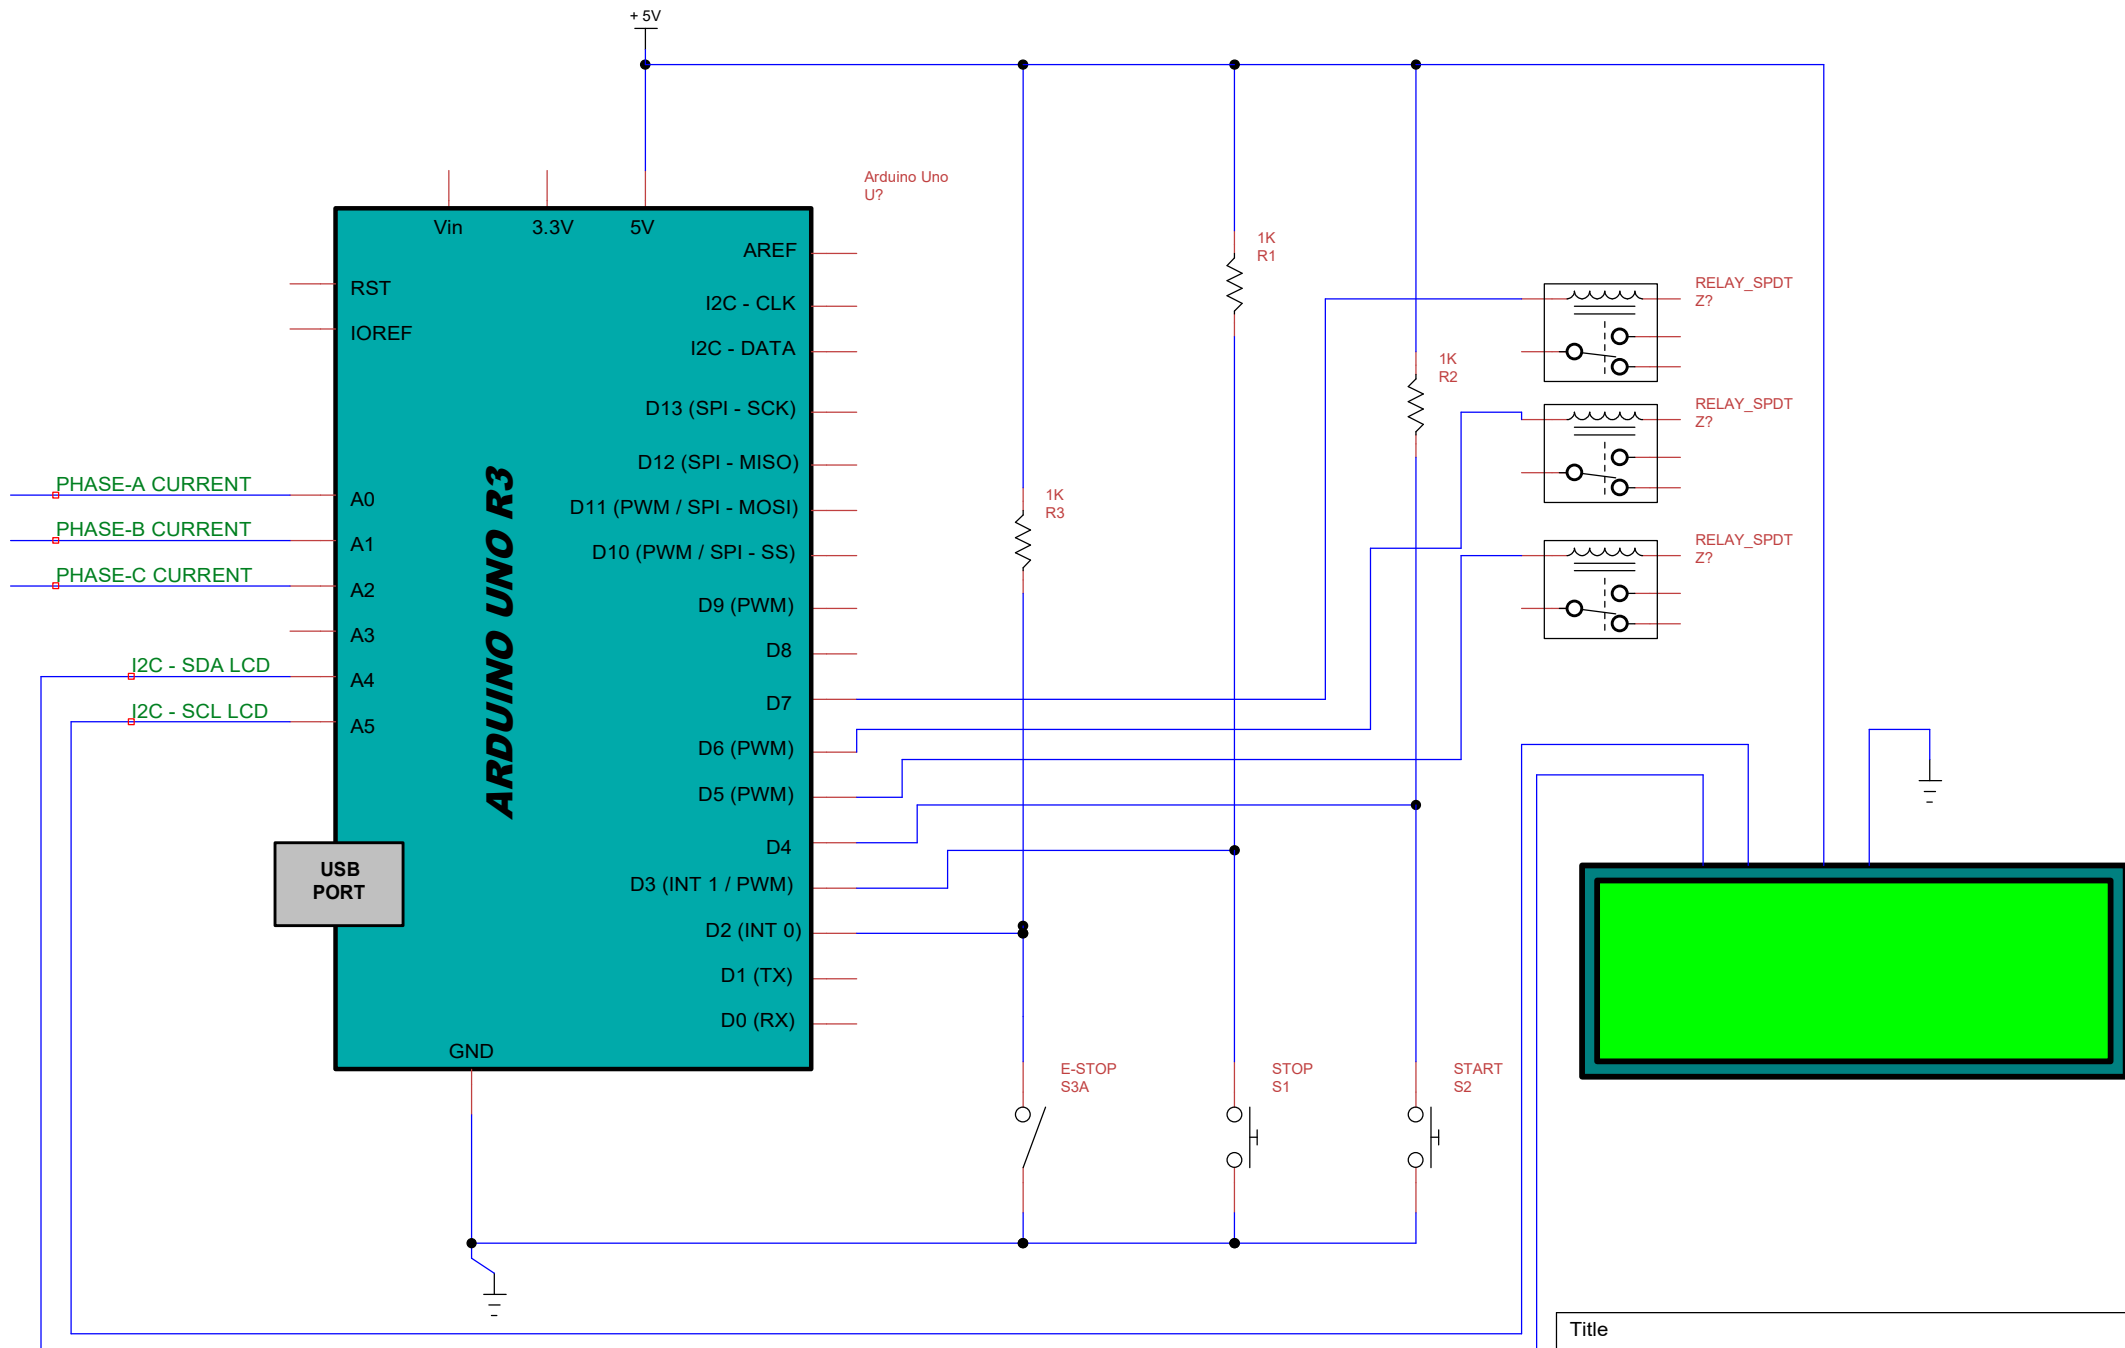 + 5V
Arduino Uno
U?
Vin
3.3V
5V
AREF
RST
I2C - CLK
IOREF
I2C - DATA
D13 (SPI - SCK)
D12 (SPI - MISO)
D11 (PWM / SPI - MOSI)
D10 (PWM / SPI - SS)
D9 (PWM)
D8
D7
D6 (PWM)
D5 (PWM)
D4
D3 (INT 1 / PWM)
D2 (INT 0)
D1 (TX)
D0 (RX)
GND
PHASE-A CURRENT
A0
PHASE-B CURRENT
A1
PHASE-C CURRENT
A2
A3
I2C - SDA LCD
A4
I2C - SCL LCD
A5
ARDUINO UNO R3
USB
PORT
1K
R1
1K
R2
1K
R3
RELAY_SPDT
Z?
RELAY_SPDT
Z?
RELAY_SPDT
Z?
E-STOP
S3A
STOP
S1
START
S2
Title